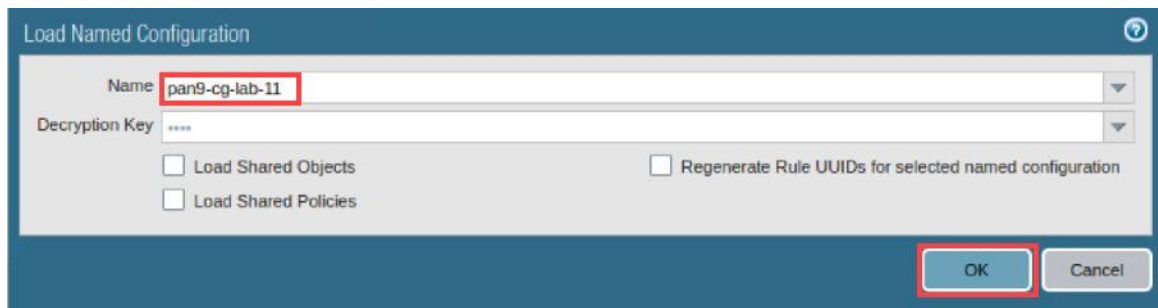 Load Named Configuration
Name pan9-cg-lab-11
Decryption Key ****
Load Shared Objects Regenerate Rule UUIDs for selected named configuration
Load Shared Policies
OK Cancel